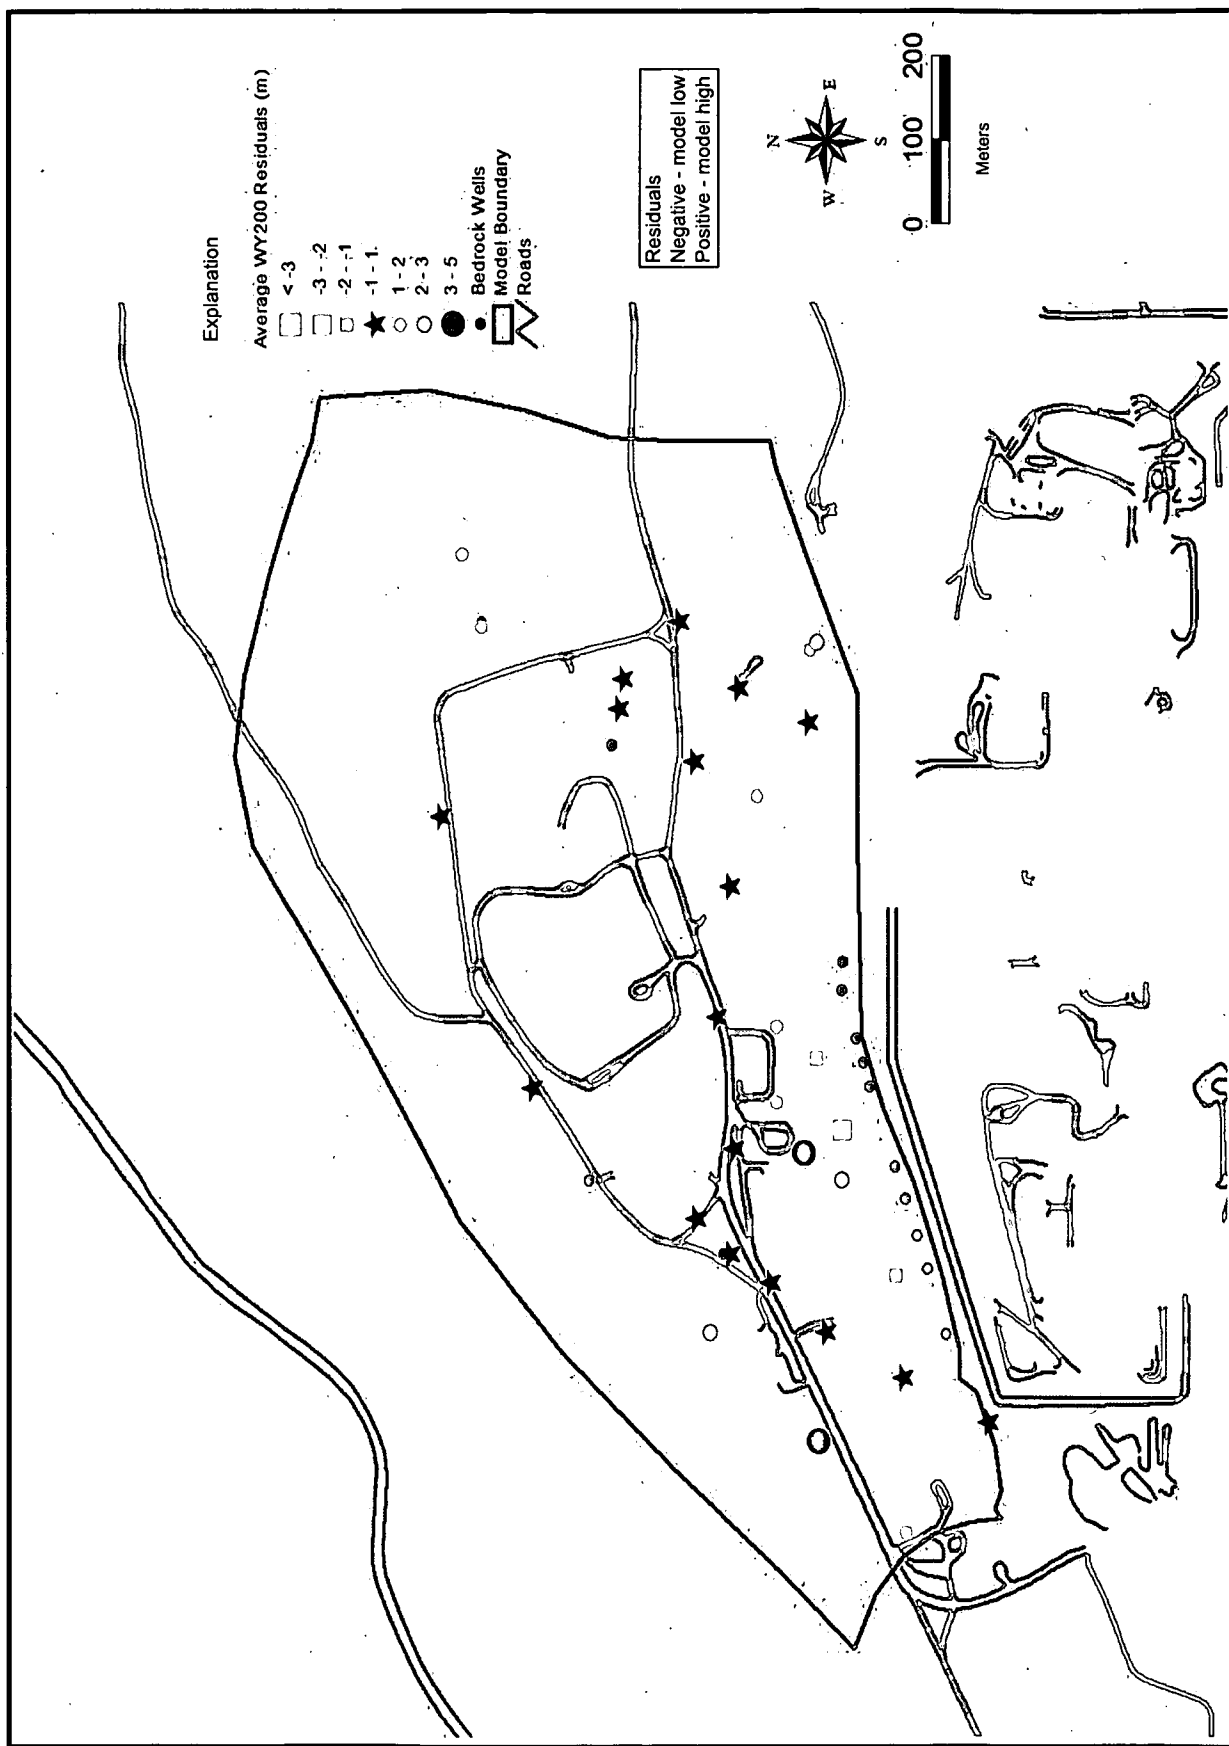 Explanation
Average WY200 Residuals (m)
< -3
-3 - -2
-2 - -1
-1 - 1
1 - 2
2 - 3
3 - 5
Bedrock Wells
Model Boundary
Roads
Residuals
Negative - model low
Positive - model high
N
W
E
S
0 100 200
Meters